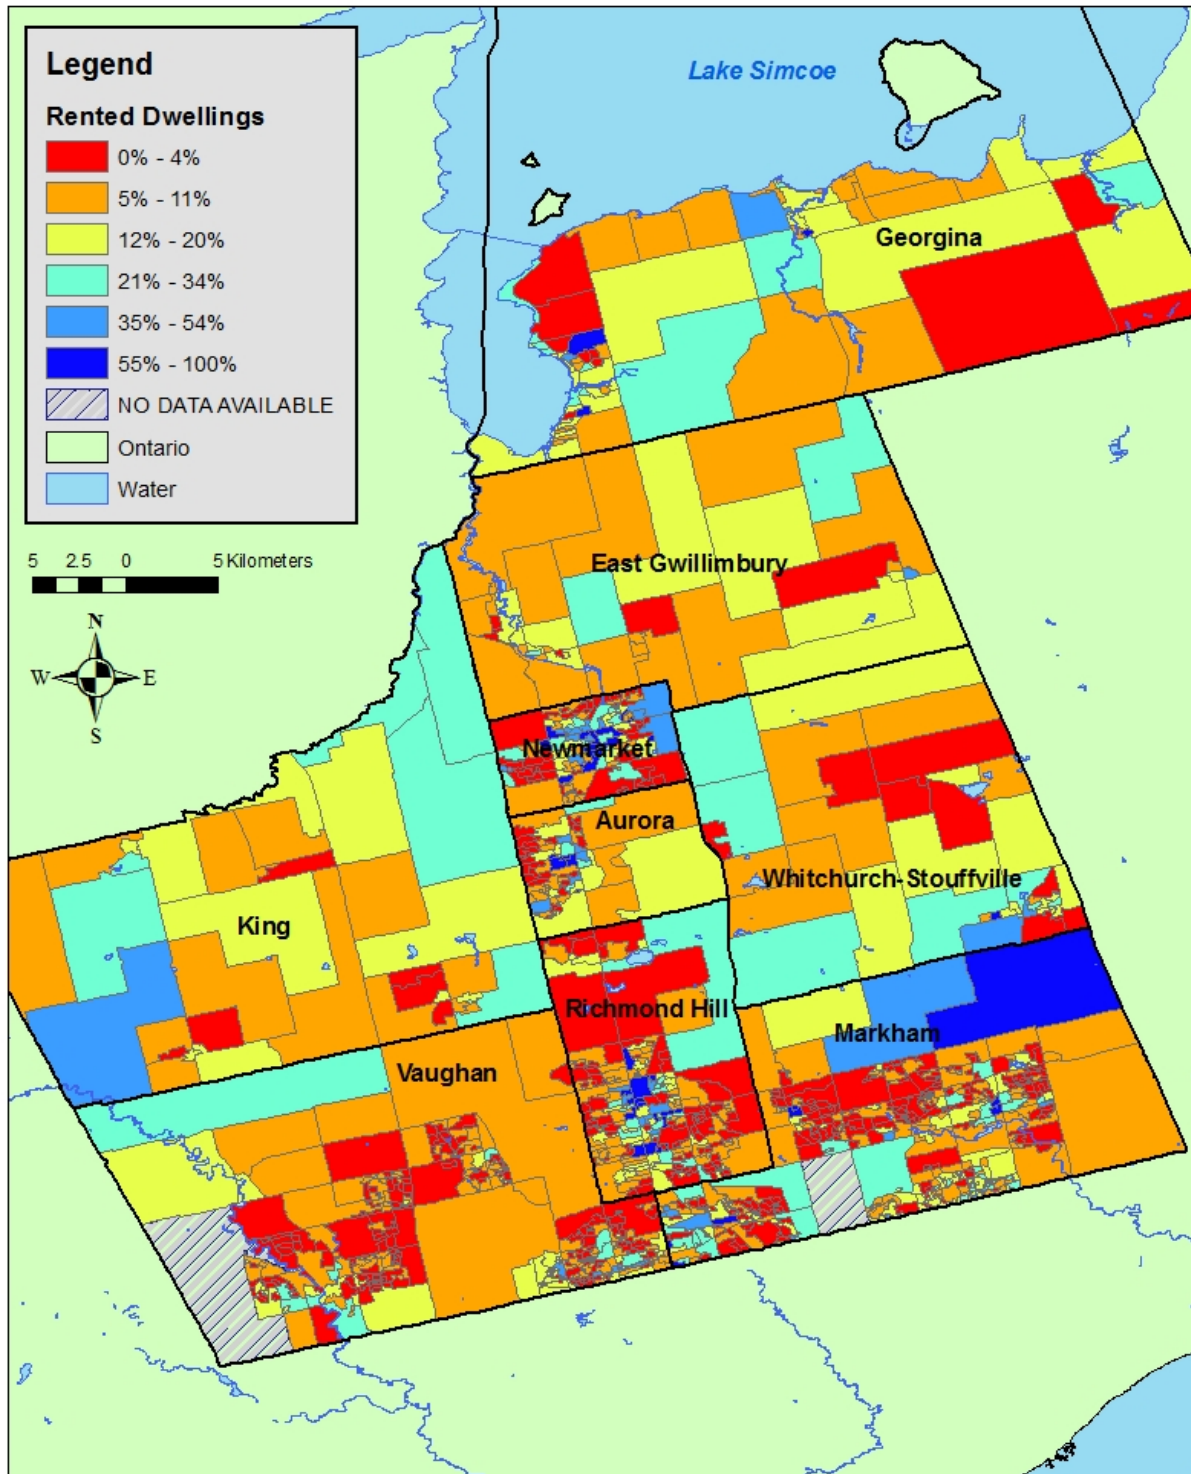 Legend
Rented Dwellings
0% - 4%
5% - 11%
12% - 20%
21% - 34%
35% - 54%
55% - 100%
NO DATA AVAILABLE
Ontario
Water
5 2.5 0 5 Kilometers
N
W E
S
Lake Simcoe
Georgina
East Gwillimbury
Newmarket
Aurora
Whitchurch-Stouffville
King
Richmond Hill
Markham
Vaughan